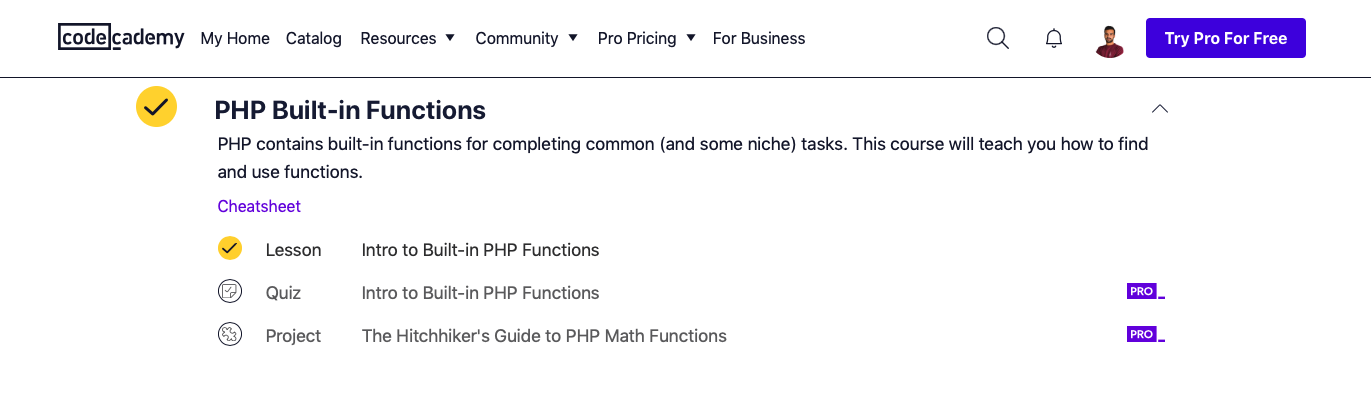 codecademy My Home Catalog Resources Community Pro Pricing For Business Try Pro For Free
PHP Built-in Functions
PHP contains built-in functions for completing common (and some niche) tasks. This course will teach you how to find
and use functions.
Cheatsheet
Lesson Intro to Built-in PHP Functions
Quiz Intro to Built-in PHP Functions PRO_
Project The Hitchhiker's Guide to PHP Math Functions PRO_